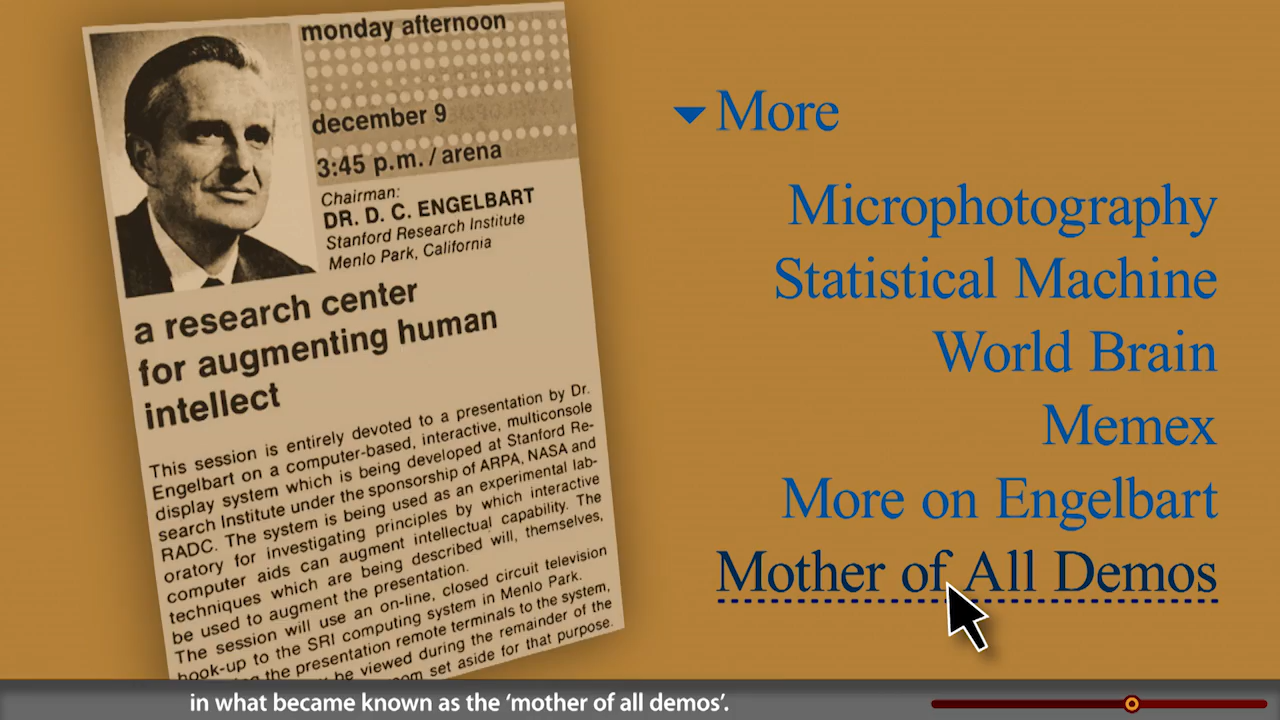 monday afternoon
december 9
3:45 p.m. / arena
Chairman:
DR. D. C. ENGELBART
Stanford Research Institute
Menlo Park, California
a research center
for augmenting human
intellect
This session is entirely devoted to a presentation by Dr.
Engelbart on a computer-based, interactive, multiconsole
display system which is being developed at Stanford Re-
search Institute under the sponsorship of ARPA, NASA and
RADC. The system is being used as an experimental lab-
oratory for investigating principles by which interactive
computer aids can augment intellectual capability. The
techniques which are being described will, themselves,
be used to augment the presentation.
The session will use an on-line, closed circuit television
hook-up to the SRI computing system in Menlo Park.
the presentation remote terminals to the system,
be viewed during the remainder of the
set aside for that purpose.
More
Microphotography
Statistical Machine
World Brain
Memex
More on Engelbart
Mother of All Demos
in what became known as the ‘mother of all demos’.